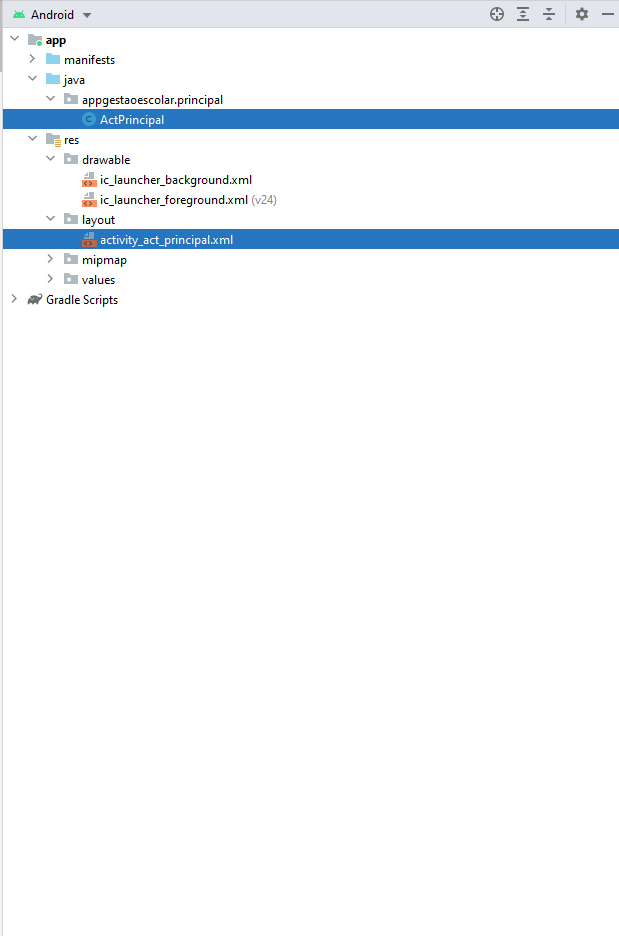 Android
app
manifests
java
appgestaoescolar.principal
C ActPrincipal
res
drawable
ic_launcher_background.xml
ic_launcher_foreground.xml (v24)
layout
activity_act_principal.xml
mipmap
values
Gradle Scripts